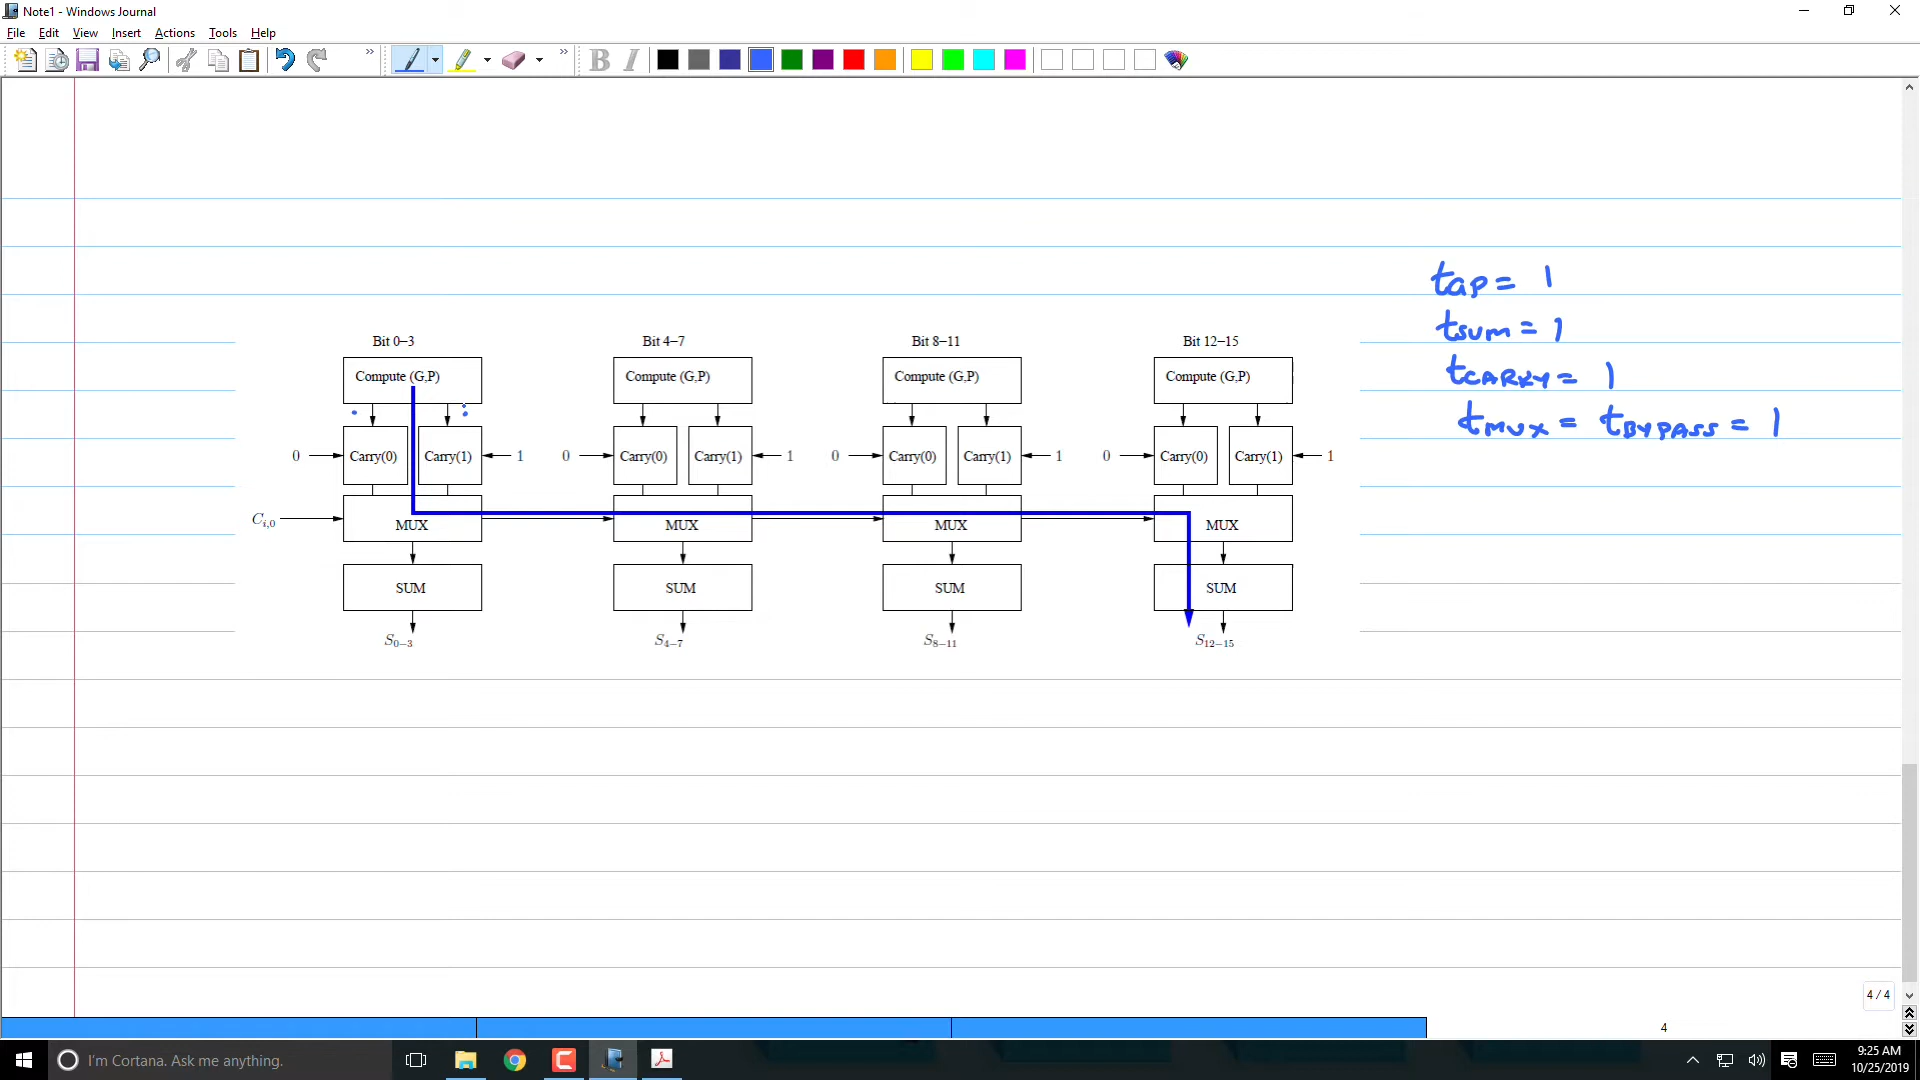 Note1 - Windows Journal
File Edit View Insert Actions Tools Help
B I
tGP = 1
tSUM = 1
tCARRY = 1
tMUX = tBYPASS = 1
Bit 0–3 Bit 4–7 Bit 8–11 Bit 12–15
Compute (G,P) Compute (G,P) Compute (G,P) Compute (G,P)
0 Carry(0) Carry(1) 1 0 Carry(0) Carry(1) 1 0 Carry(0) Carry(1) 1 0 Carry(0) Carry(1) 1
Ci,0 MUX MUX MUX MUX
SUM SUM SUM SUM
S0–3 S4–7 S8–11 S12–15
4 / 4
4
I'm Cortana. Ask me anything.
9:25 AM
10/25/2019